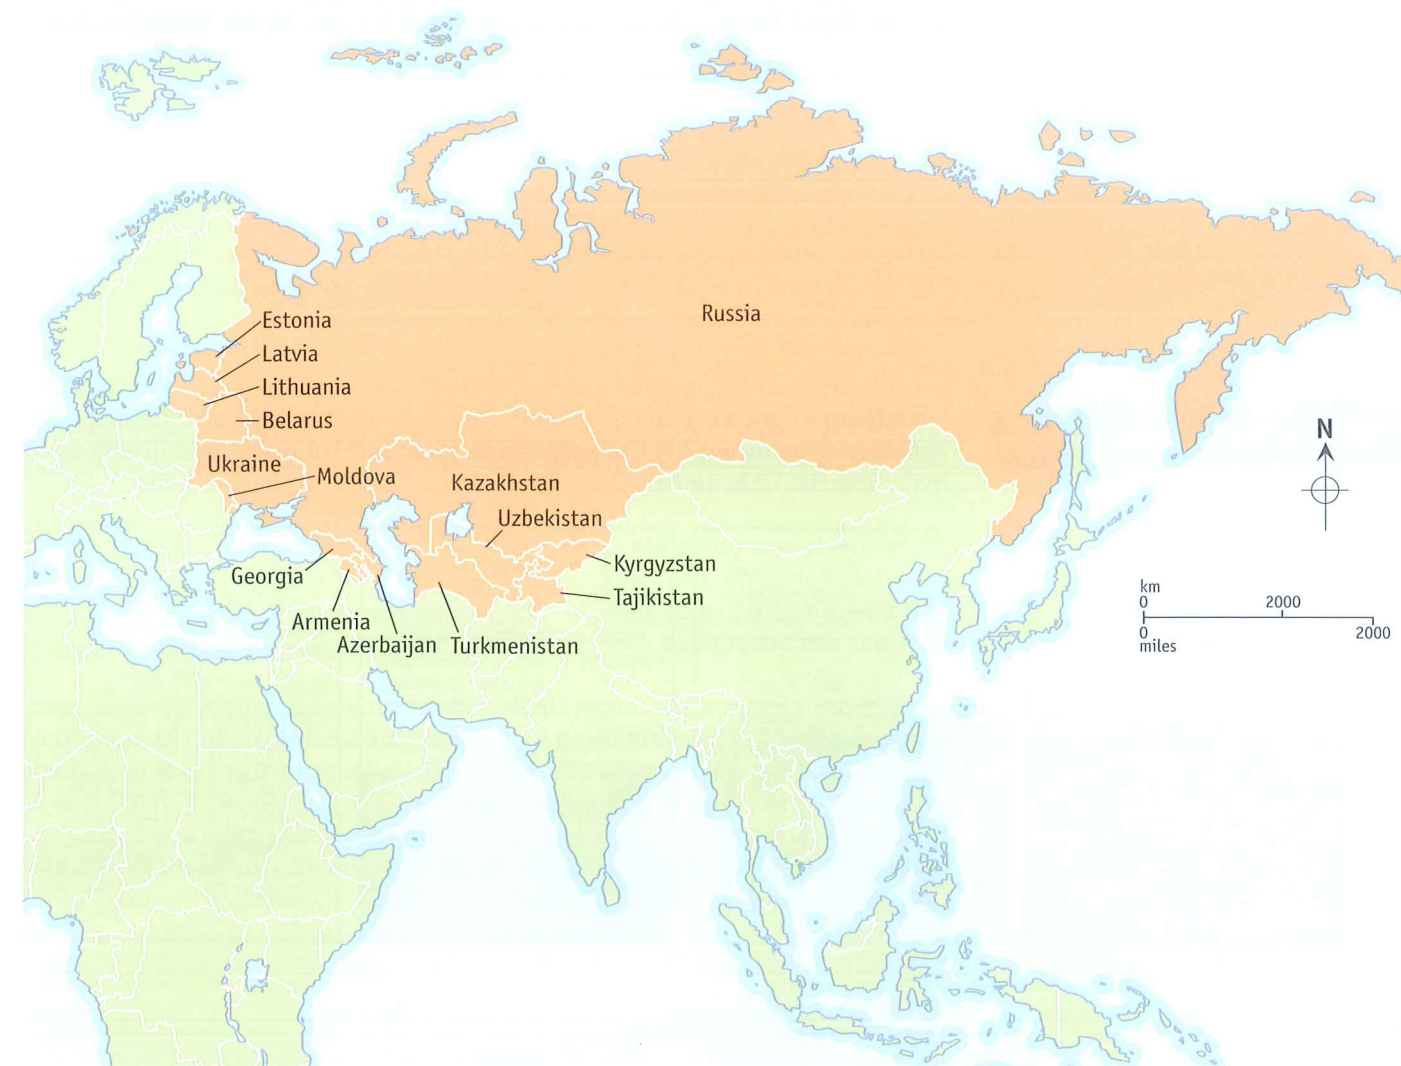 Russia
Estonia
Latvia
Lithuania
Belarus
Ukraine
Moldova
Kazakhstan
Uzbekistan
Kyrgyzstan
Tajikistan
Georgia
Armenia
Azerbaijan
Turkmenistan
N
km
0 2000
0 2000
miles